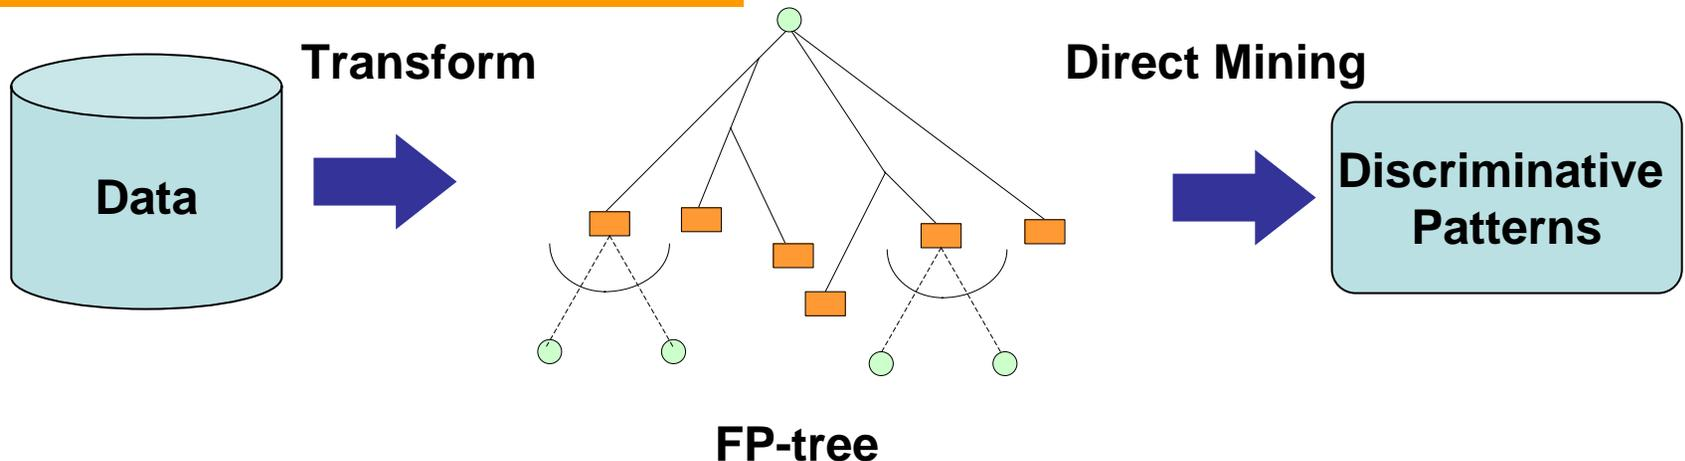 Transform
Direct Mining
Data
Discriminative
Patterns
FP-tree